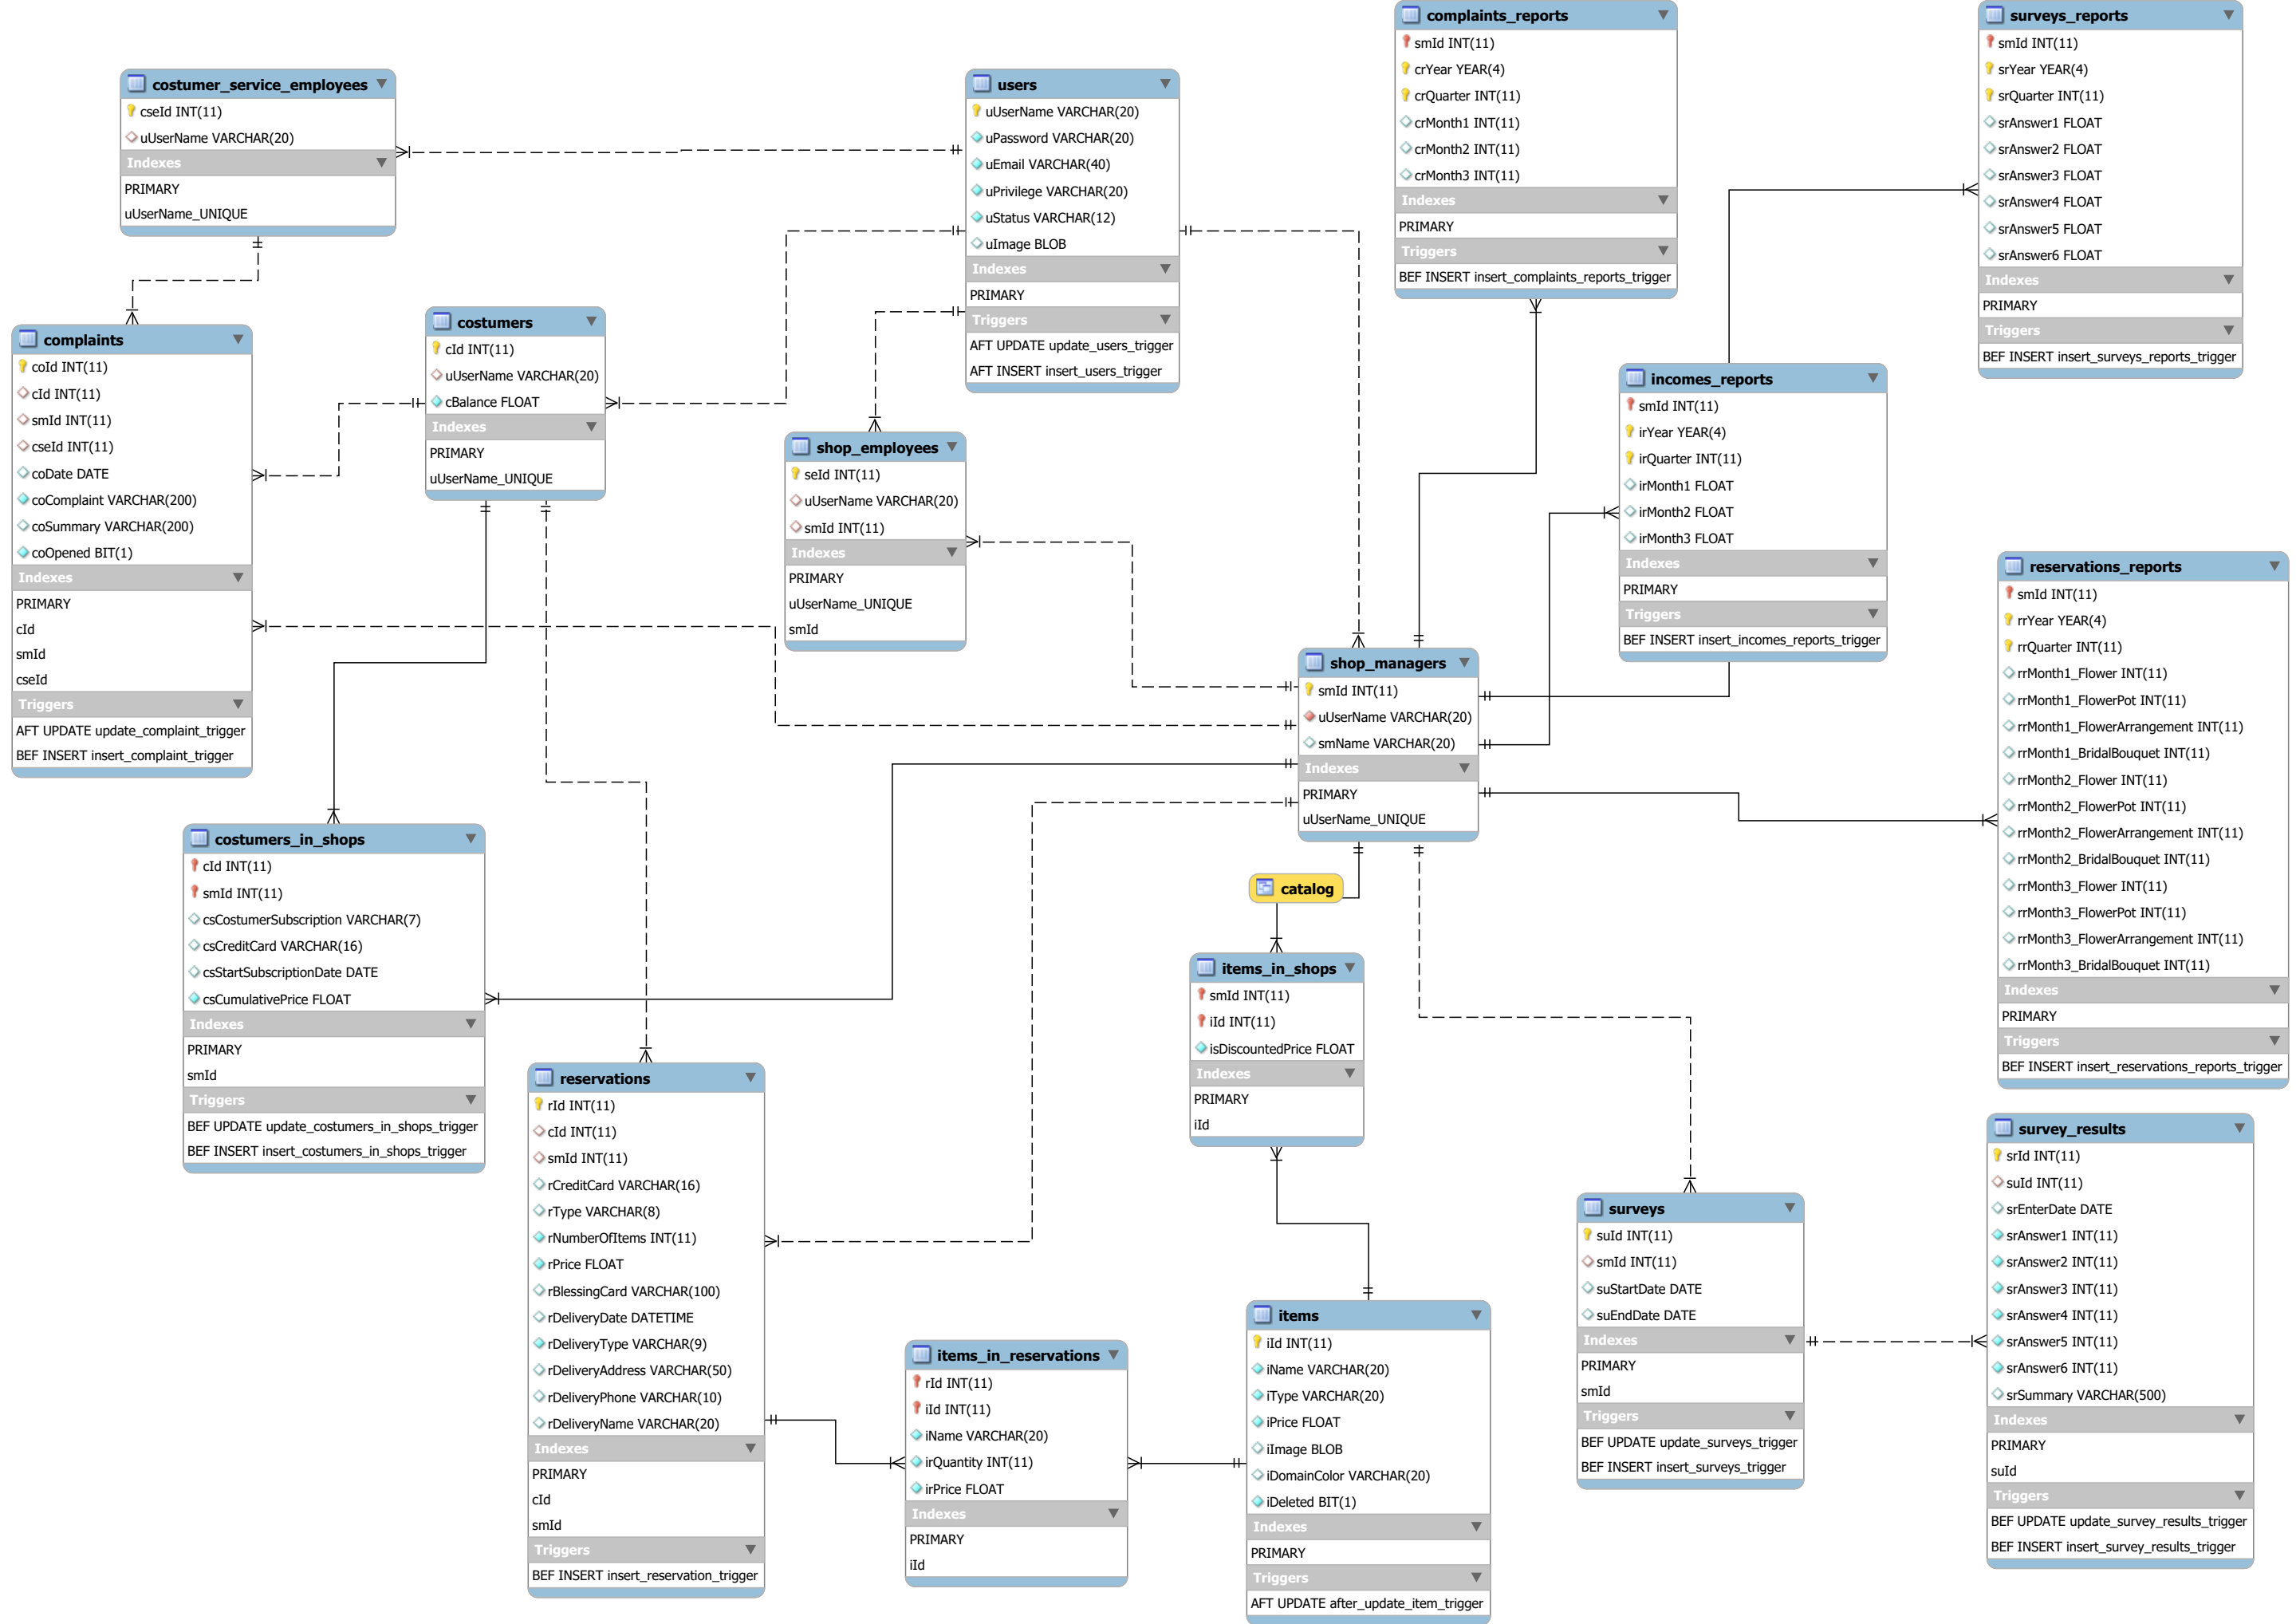 costumer_service_employees
cseId INT(11)
uUserName VARCHAR(20)
Indexes
PRIMARY
uUserName_UNIQUE
users
uUserName VARCHAR(20)
uPassword VARCHAR(20)
uEmail VARCHAR(40)
uPrivilege VARCHAR(20)
uStatus VARCHAR(12)
uImage BLOB
Indexes
PRIMARY
Triggers
AFT UPDATE update_users_trigger
AFT INSERT insert_users_trigger
complaints_reports
smId INT(11)
crYear YEAR(4)
crQuarter INT(11)
crMonth1 INT(11)
crMonth2 INT(11)
crMonth3 INT(11)
Indexes
PRIMARY
Triggers
BEF INSERT insert_complaints_reports_trigger
surveys_reports
smId INT(11)
srYear YEAR(4)
srQuarter INT(11)
srAnswer1 FLOAT
srAnswer2 FLOAT
srAnswer3 FLOAT
srAnswer4 FLOAT
srAnswer5 FLOAT
srAnswer6 FLOAT
Indexes
PRIMARY
Triggers
BEF INSERT insert_surveys_reports_trigger
complaints
coId INT(11)
cId INT(11)
smId INT(11)
cseId INT(11)
coDate DATE
coComplaint VARCHAR(200)
coSummary VARCHAR(200)
coOpened BIT(1)
Indexes
PRIMARY
cId
smId
cseId
Triggers
AFT UPDATE update_complaint_trigger
BEF INSERT insert_complaint_trigger
costumers
cId INT(11)
uUserName VARCHAR(20)
cBalance FLOAT
Indexes
PRIMARY
uUserName_UNIQUE
shop_employees
seId INT(11)
uUserName VARCHAR(20)
smId INT(11)
Indexes
PRIMARY
uUserName_UNIQUE
smId
incomes_reports
smId INT(11)
irYear YEAR(4)
irQuarter INT(11)
irMonth1 FLOAT
irMonth2 FLOAT
irMonth3 FLOAT
Indexes
PRIMARY
Triggers
BEF INSERT insert_incomes_reports_trigger
reservations_reports
smId INT(11)
rrYear YEAR(4)
rrQuarter INT(11)
rrMonth1_Flower INT(11)
rrMonth1_FlowerPot INT(11)
rrMonth1_FlowerArrangement INT(11)
rrMonth1_BridalBouquet INT(11)
rrMonth2_Flower INT(11)
rrMonth2_FlowerPot INT(11)
rrMonth2_FlowerArrangement INT(11)
rrMonth2_BridalBouquet INT(11)
rrMonth3_Flower INT(11)
rrMonth3_FlowerPot INT(11)
rrMonth3_FlowerArrangement INT(11)
rrMonth3_BridalBouquet INT(11)
Indexes
PRIMARY
Triggers
BEF INSERT insert_reservations_reports_trigger
shop_managers
smId INT(11)
uUserName VARCHAR(20)
smName VARCHAR(20)
Indexes
PRIMARY
uUserName_UNIQUE
costumers_in_shops
cId INT(11)
smId INT(11)
csCostumerSubscription VARCHAR(7)
csCreditCard VARCHAR(16)
csStartSubscriptionDate DATE
csCumulativePrice FLOAT
Indexes
PRIMARY
smId
Triggers
BEF UPDATE update_costumers_in_shops_trigger
BEF INSERT insert_costumers_in_shops_trigger
catalog
items_in_shops
smId INT(11)
iId INT(11)
isDiscountedPrice FLOAT
Indexes
PRIMARY
iId
reservations
rId INT(11)
cId INT(11)
smId INT(11)
rCreditCard VARCHAR(16)
rType VARCHAR(8)
rNumberOfItems INT(11)
rPrice FLOAT
rBlessingCard VARCHAR(100)
rDeliveryDate DATETIME
rDeliveryType VARCHAR(9)
rDeliveryAddress VARCHAR(50)
rDeliveryPhone VARCHAR(10)
rDeliveryName VARCHAR(20)
Indexes
PRIMARY
cId
smId
Triggers
BEF INSERT insert_reservation_trigger
items_in_reservations
rId INT(11)
iId INT(11)
iName VARCHAR(20)
irQuantity INT(11)
irPrice FLOAT
Indexes
PRIMARY
iId
items
iId INT(11)
iName VARCHAR(20)
iType VARCHAR(20)
iPrice FLOAT
iImage BLOB
iDomainColor VARCHAR(20)
iDeleted BIT(1)
Indexes
PRIMARY
Triggers
AFT UPDATE after_update_item_trigger
surveys
suId INT(11)
smId INT(11)
suStartDate DATE
suEndDate DATE
Indexes
PRIMARY
smId
Triggers
BEF UPDATE update_surveys_trigger
BEF INSERT insert_surveys_trigger
survey_results
srId INT(11)
suId INT(11)
srEnterDate DATE
srAnswer1 INT(11)
srAnswer2 INT(11)
srAnswer3 INT(11)
srAnswer4 INT(11)
srAnswer5 INT(11)
srAnswer6 INT(11)
srSummary VARCHAR(500)
Indexes
PRIMARY
suId
Triggers
BEF UPDATE update_survey_results_trigger
BEF INSERT insert_survey_results_trigger